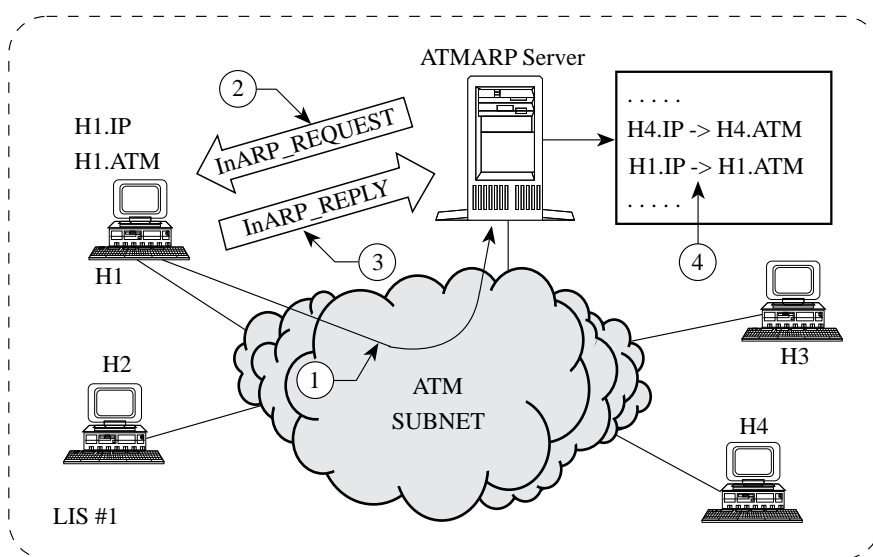 ATMARP Server
2
InARP_REQUEST
H1.IP
H1.ATM
. . . . .
H4.IP -> H4.ATM
H1.IP -> H1.ATM
. . . . .
InARP_REPLY
3
4
H1
H3
1
H2
ATM
SUBNET
H4
LIS #1